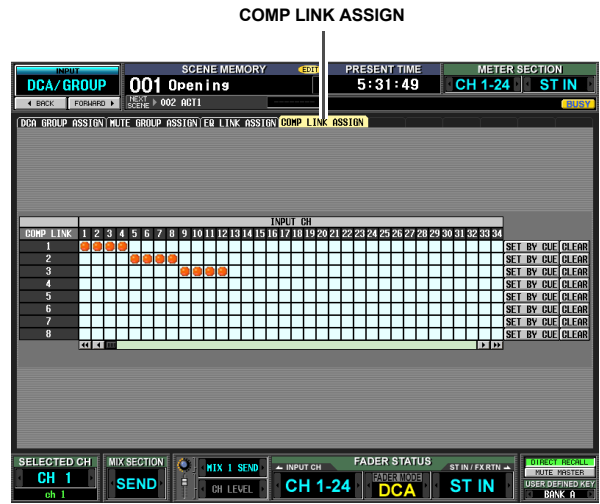 COMP LINK ASSIGN
INPUT SCENE MEMORY EDIT PRESENT TIME METER SECTION
DCA/GROUP 001 Opening 5:31:49 CH 1-24 ST IN
BACK FORWARD NEXT SCENE 002 ACT1 BUSY
DCA GROUP ASSIGN MUTE GROUP ASSIGN EQ LINK ASSIGN COMP LINK ASSIGN
INPUT CH
COMP LINK 1 2 3 4 5 6 7 8 9 10 11 12 13 14 15 16 17 18 19 20 21 22 23 24 25 26 27 28 29 30 31 32 33 34
1 SET BY CUE CLEAR
2 SET BY CUE CLEAR
3 SET BY CUE CLEAR
4 SET BY CUE CLEAR
5 SET BY CUE CLEAR
6 SET BY CUE CLEAR
7 SET BY CUE CLEAR
8 SET BY CUE CLEAR
SELECTED CH MIX SECTION MIX 1 SEND FADER STATUS DIRECT RECALL
INPUT CH FADER MODE ST IN / FX RTN MUTE MASTER
CH 1 SEND CH LEVEL CH 1-24 DCA ST IN USER DEFINED KEY
ch 1 BANK A